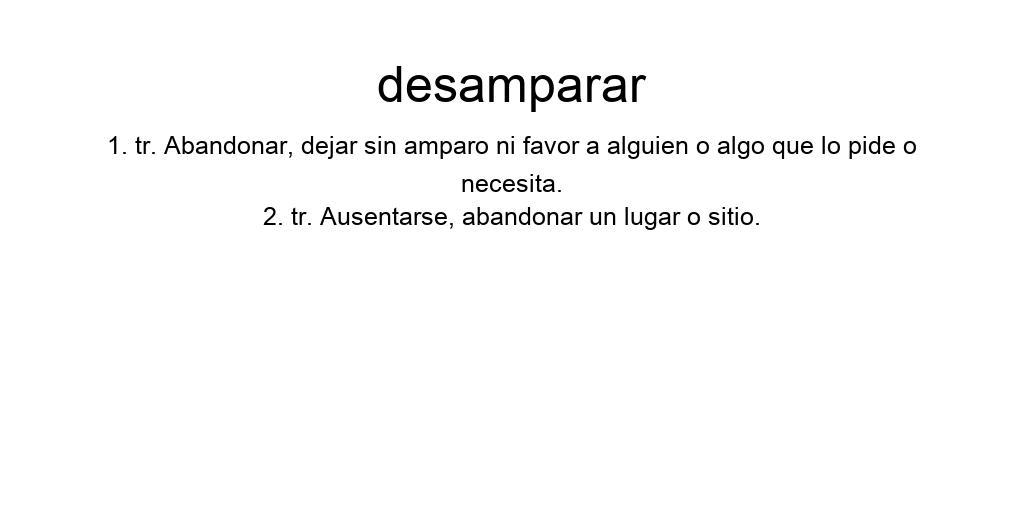 desamparar
1. tr. Abandonar, dejar sin amparo ni favor a alguien o algo que lo pide o
necesita.
2. tr. Ausentarse, abandonar un lugar o sitio.